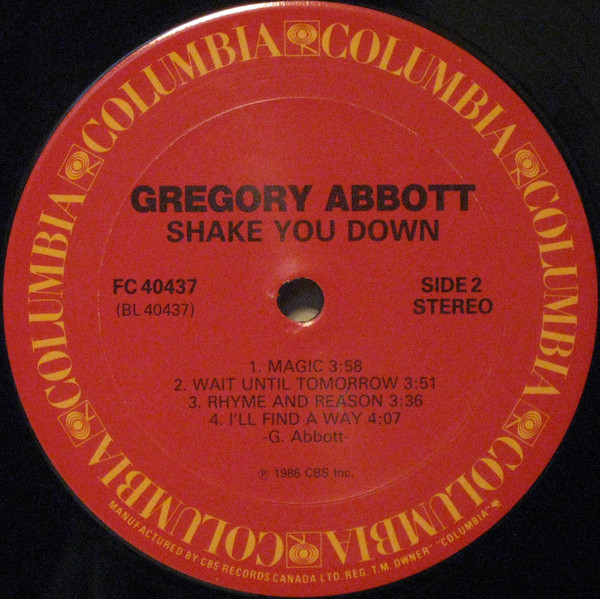 COLUMBIA COLUMBIA COLUMBIA COLUMBIA COLUMBIA COLUMBIA
GREGORY ABBOTT
SHAKE YOU DOWN
FC 40437
(BL 40437)
SIDE 2
STEREO
1. MAGIC 3:58
2. WAIT UNTIL TOMORROW 3:51
3. RHYME AND REASON 3:36
4. I'LL FIND A WAY 4:07
-G. Abbott-
℗ 1986 CBS Inc.
MANUFACTURED BY CBS RECORDS CANADA LTD. REG. T.M. OWNER" "COLUMBIA"